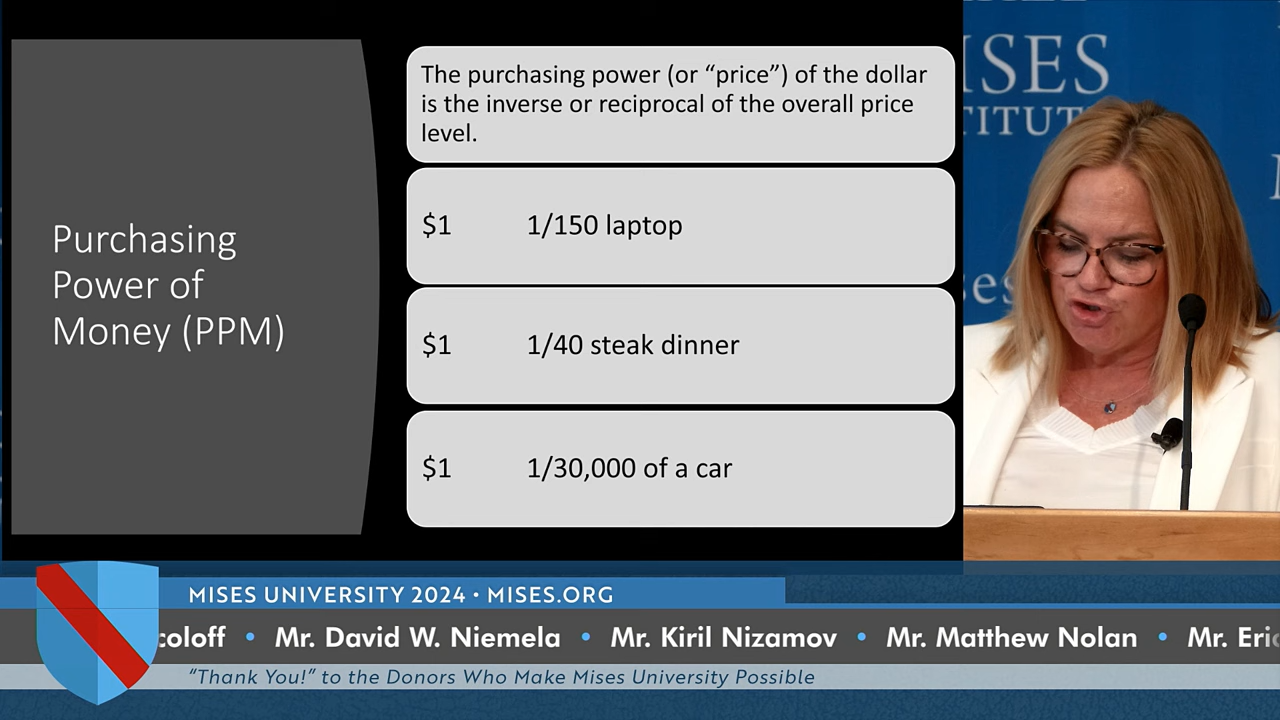 Purchasing
Power of
Money (PPM)
The purchasing power (or “price”) of the dollar
is the inverse or reciprocal of the overall price
level.
$1 1/150 laptop
$1 1/40 steak dinner
$1 1/30,000 of a car
MISES UNIVERSITY 2024 • MISES.ORG
coloff • Mr. David W. Niemela • Mr. Kiril Nizamov • Mr. Matthew Nolan • Mr. Eric
“Thank You!” to the Donors Who Make Mises University Possible